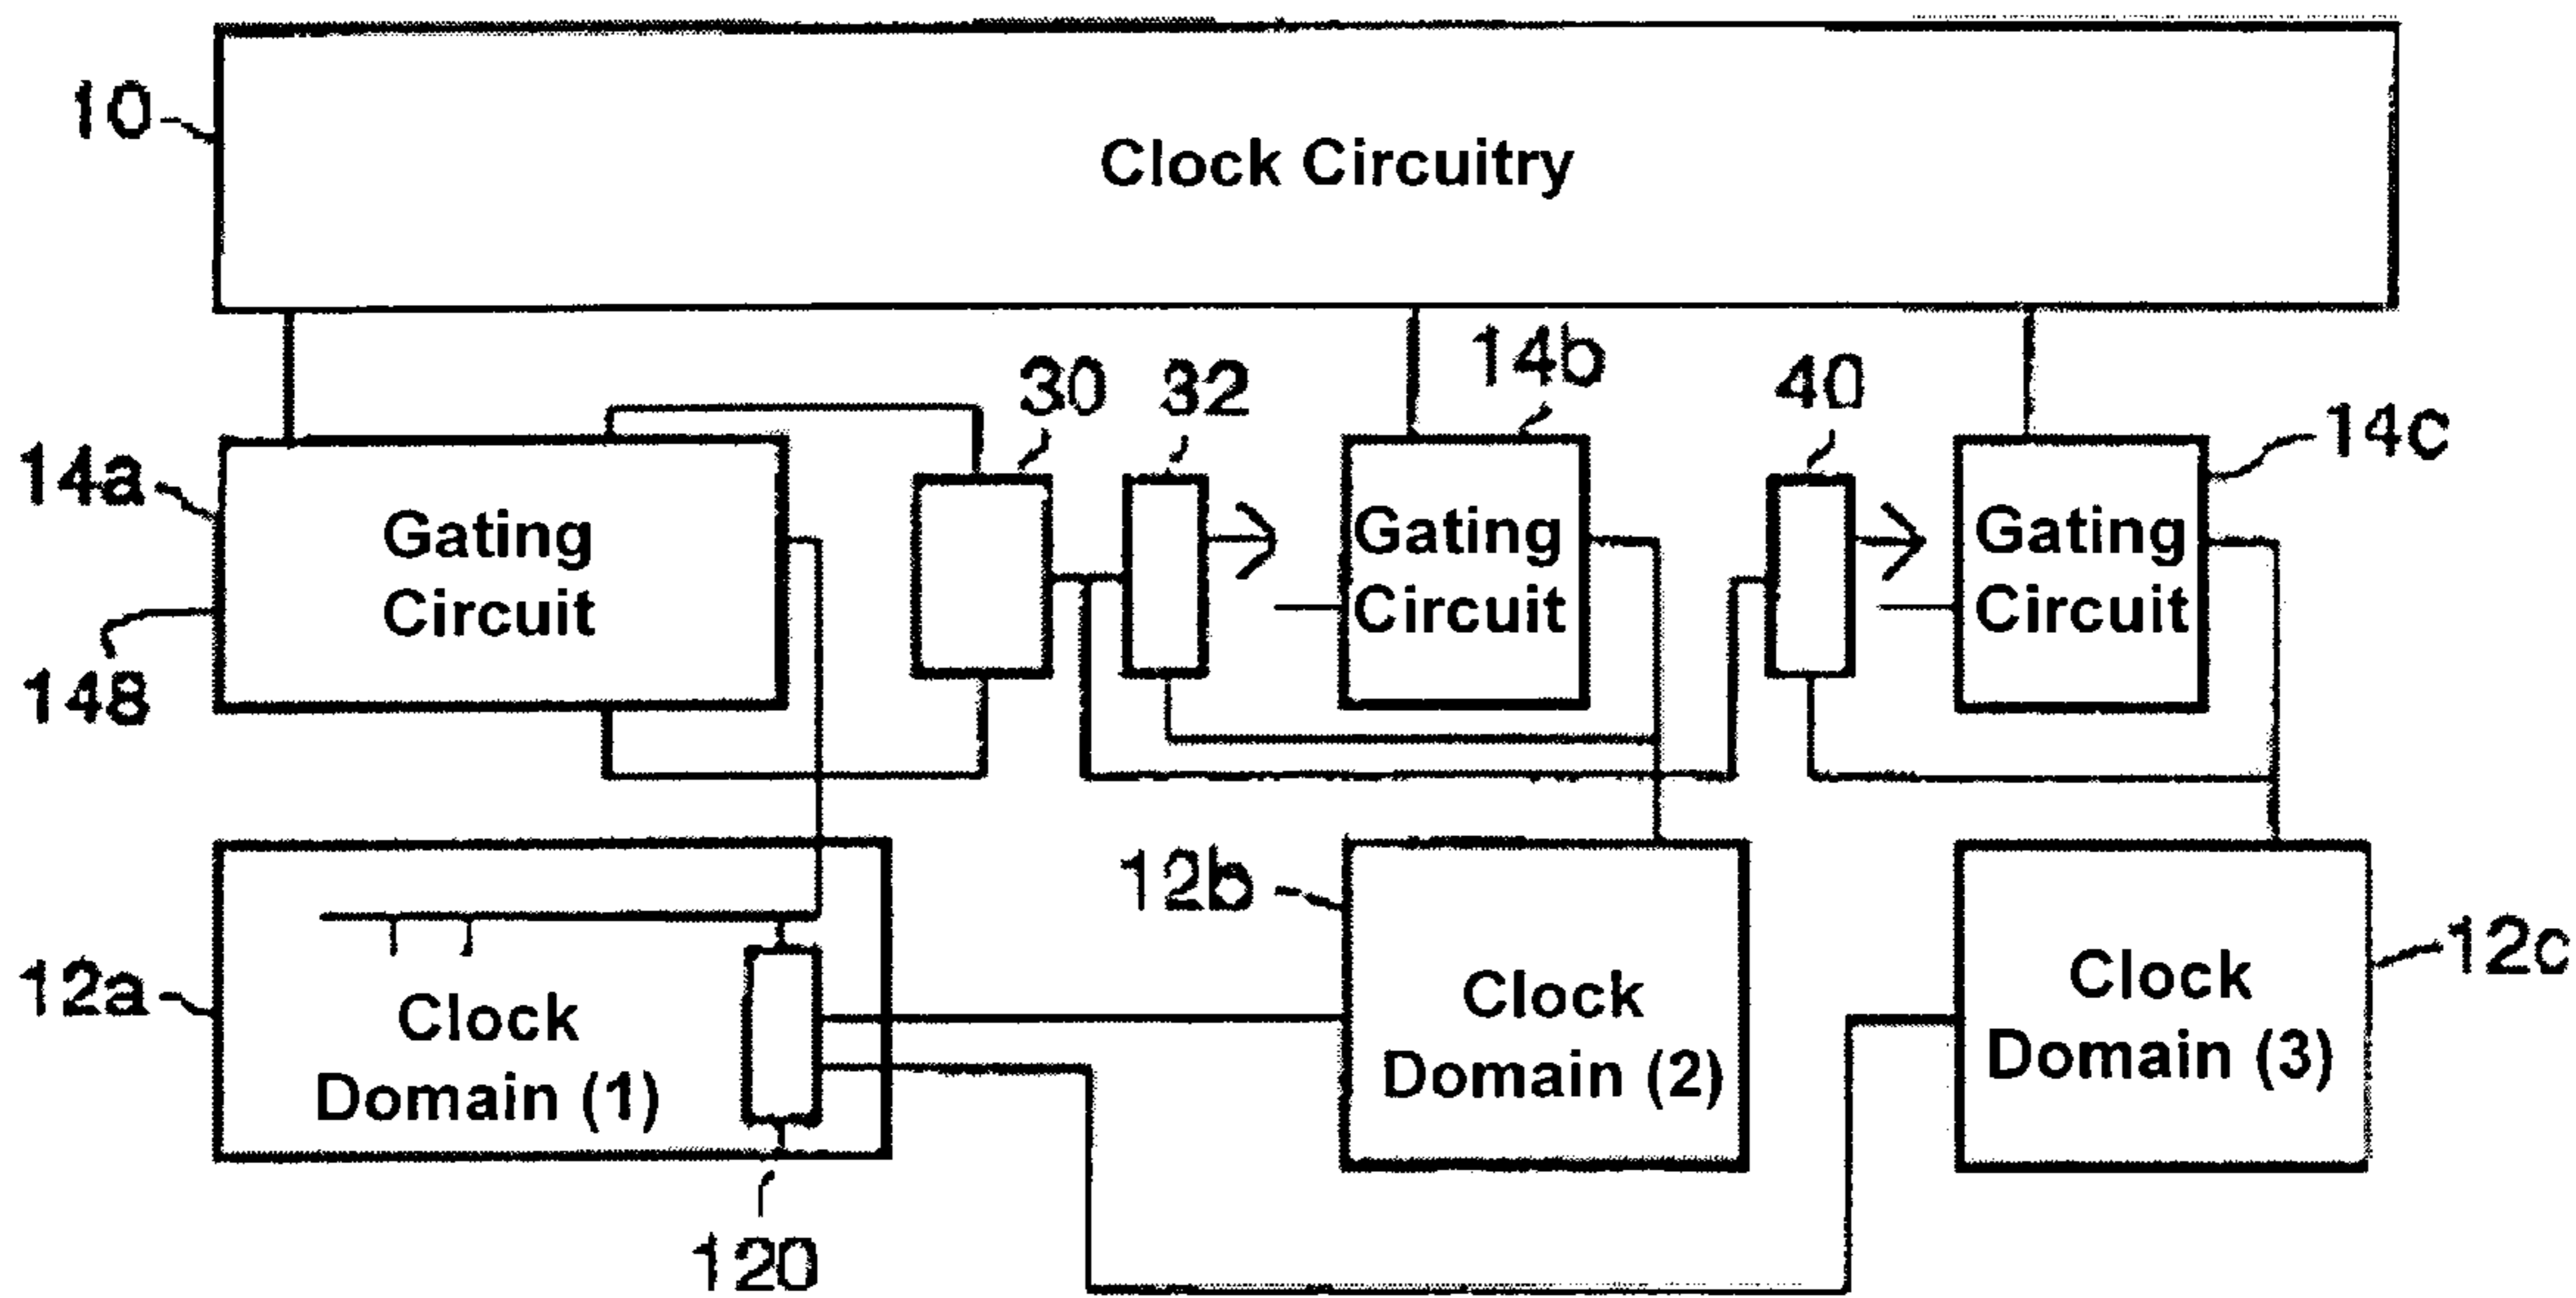 10
Clock Circuitry
30
32
14b
40
14c
14a
Gating
Circuit
Gating
Circuit
Gating
Circuit
148
12b
12c
12a
Clock
Domain (1)
Clock
Domain (2)
Clock
Domain (3)
120